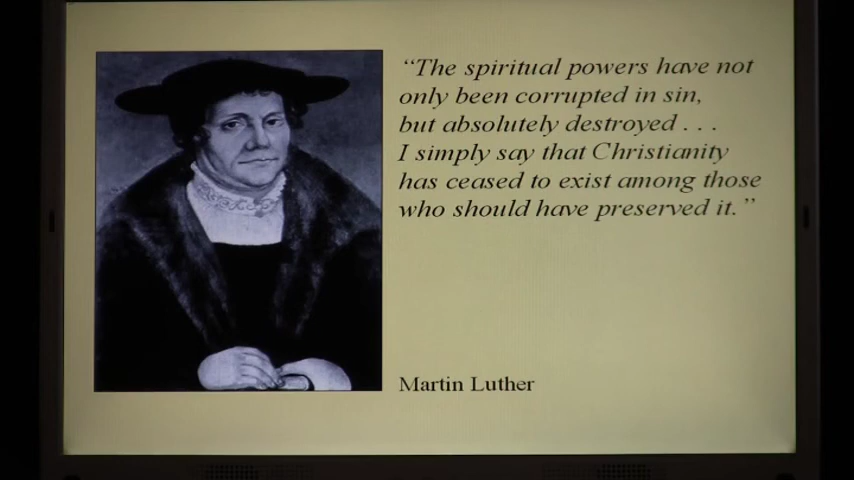 “The spiritual powers have not
only been corrupted in sin,
but absolutely destroyed . . .
I simply say that Christianity
has ceased to exist among those
who should have preserved it.”
Martin Luther